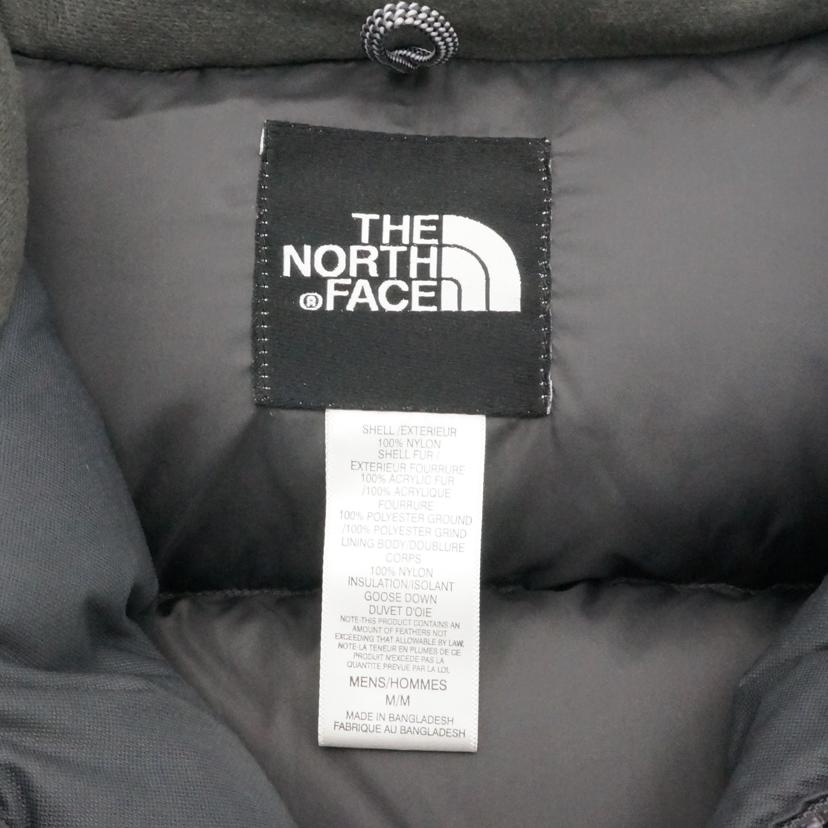 THE
NORTH
®FACE
SHELL /EXTERIEUR
100% NYLON
SHELL FUR /
EXTERIEUR FOURRURE
100% ACRYLIC FUR
/100% ACRYLIQUE
FOURRURE
100% POLYESTER GROUND
/100% POLYESTER GRIND
LINING BODY/DOUBLURE
CORPS
100% NYLON
INSULATION/ISOLANT
GOOSE DOWN
DUVET D'OIE
NOTE:THIS PRODUCT CONTAINS AN
AMOUNT OF FEATHERS NOT
EXCEEDING THAT ALLOWABLE BY LAW.
NOTE:LA TENEUR EN PLUMES DE CE
PRODUIT N'EXCEDE PAS LA
QUANTITE PREVUE PAR LA LOI.
MENS/HOMMES
M/M
MADE IN BANGLADESH
FABRIQUE AU BANGLADESH